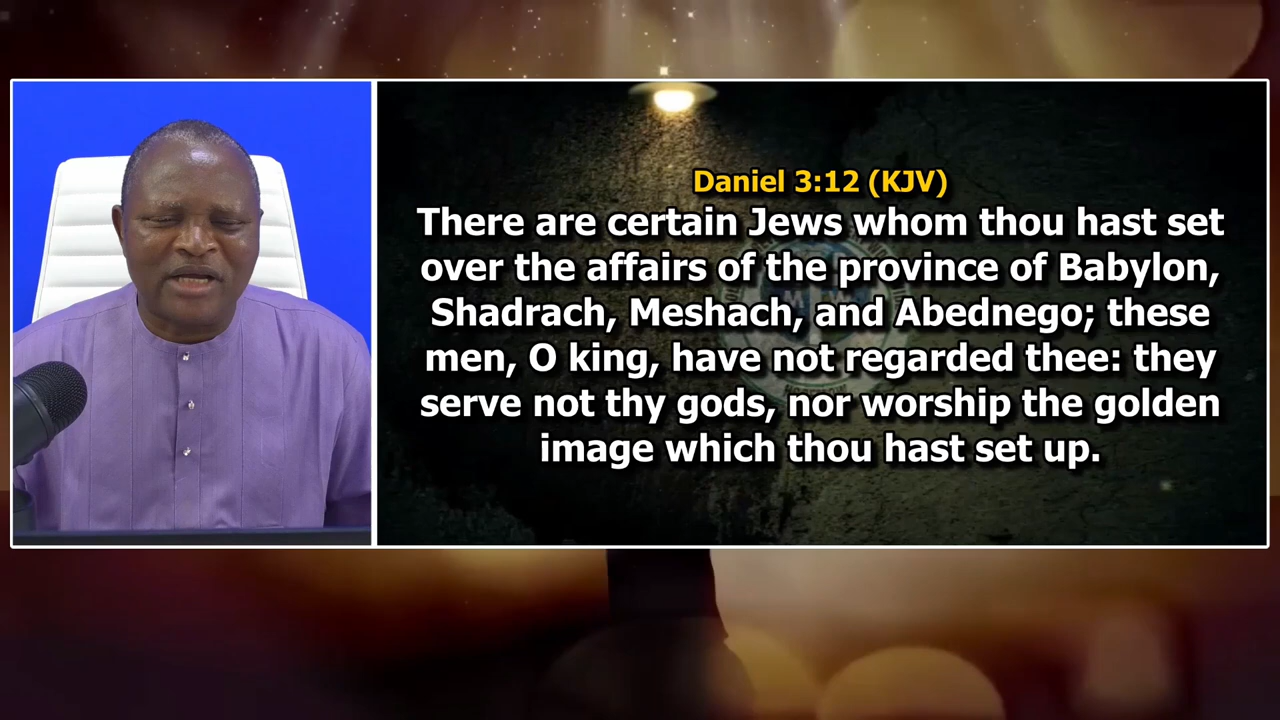 Daniel 3:12 (KJV)
There are certain Jews whom thou hast set
over the affairs of the province of Babylon,
Shadrach, Meshach, and Abednego; these
men, O king, have not regarded thee: they
serve not thy gods, nor worship the golden
image which thou hast set up.